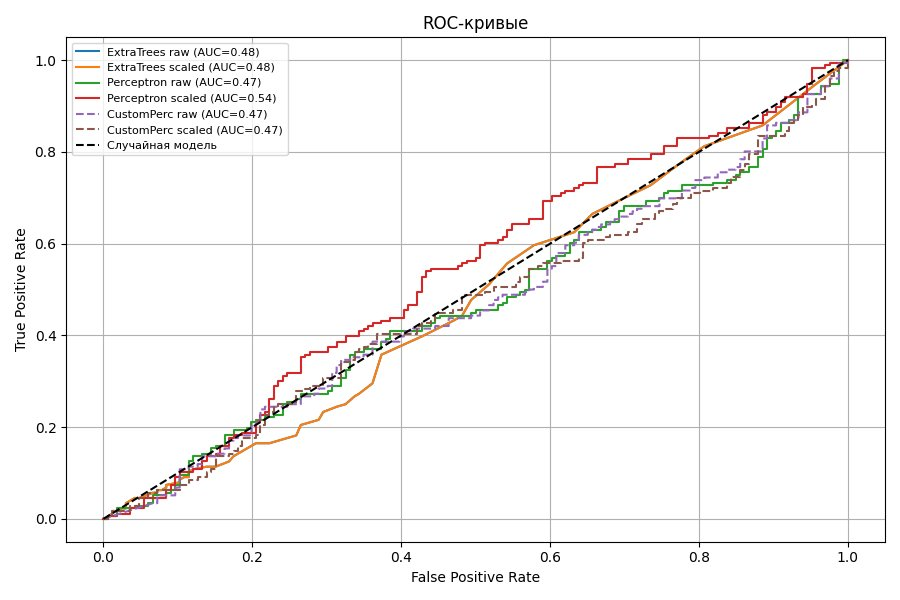 ROC-кривые
ExtraTrees raw (AUC=0.48)
ExtraTrees scaled (AUC=0.48)
Perceptron raw (AUC=0.47)
Perceptron scaled (AUC=0.54)
CustomPerc raw (AUC=0.47)
CustomPerc scaled (AUC=0.47)
Случайная модель
True Positive Rate
1.0
0.8
0.6
0.4
0.2
0.0
0.0 0.2 0.4 0.6 0.8 1.0
False Positive Rate